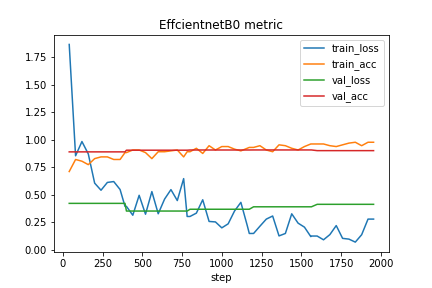 EffcientnetB0 metric
train_loss
train_acc
val_loss
val_acc
1.75
1.50
1.25
1.00
0.75
0.50
0.25
0.00
0 250 500 750 1000 1250 1500 1750 2000
step